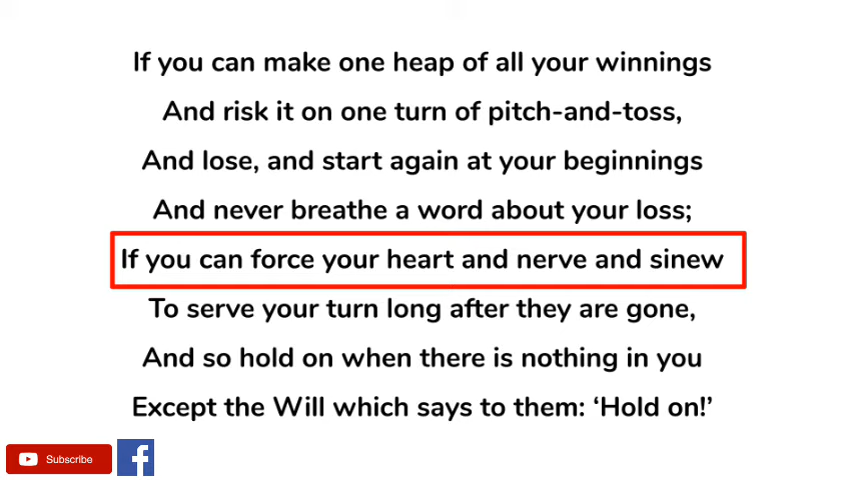 If you can make one heap of all your winnings
And risk it on one turn of pitch-and-toss,
And lose, and start again at your beginnings
And never breathe a word about your loss;
If you can force your heart and nerve and sinew
To serve your turn long after they are gone,
And so hold on when there is nothing in you
Except the Will which says to them: ‘Hold on!’
Subscribe